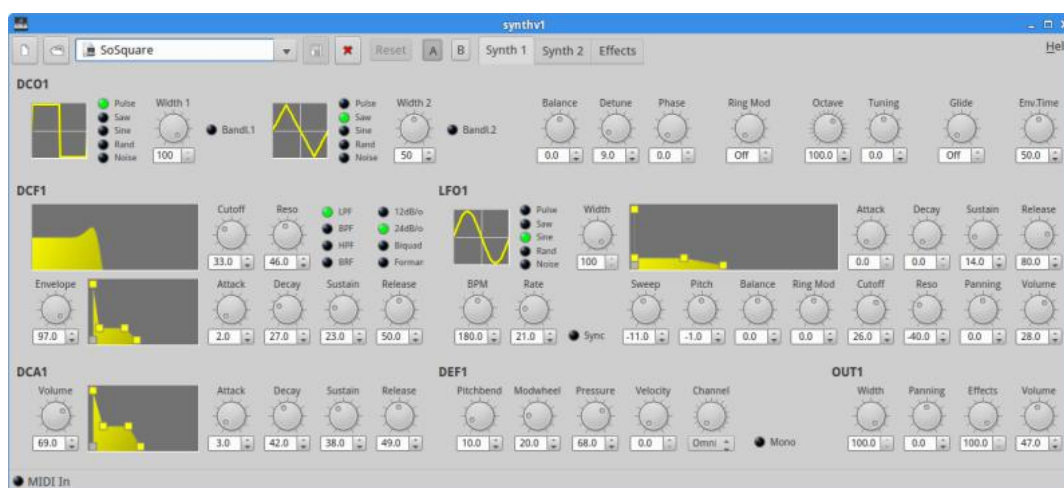 synthv1
SoSquare Reset A B Synth 1 Synth 2 Effects Hel
DCO1
Pulse Width 1 Pulse Width 2 Balance Detune Phase Ring Mod Octave Tuning Glide Env.Time
Saw Saw
Sine Bandl.1 Sine Bandl.2
Rand Rand
Noise 100 Noise 50 0.0 9.0 0.0 Off 100.0 0.0 Off 50.0
DCF1 LFO1
Cutoff Reso LPF 12dB/o Pulse Width Attack Decay Sustain Release
BPF 24dB/o Saw
HPF Biquad Sine
BRF Formar Rand
33.0 46.0 Noise 100 0.0 0.0 14.0 80.0
Envelope Attack Decay Sustain Release BPM Rate Sweep Pitch Balance Ring Mod Cutoff Reso Panning Volume
97.0 2.0 27.0 23.0 50.0 180.0 21.0 Sync -11.0 -1.0 0.0 0.0 26.0 -40.0 0.0 28.0
DCA1 DEF1 OUT1
Volume Attack Decay Sustain Release Pitchbend Modwheel Pressure Velocity Channel Width Panning Effects Volume
69.0 3.0 42.0 38.0 49.0 10.0 20.0 68.0 0.0 Omni Mono 100.0 0.0 100.0 47.0
MIDI In